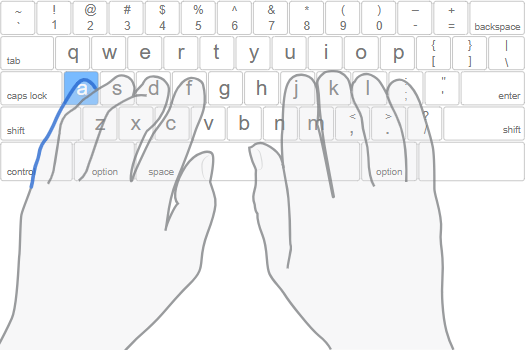 ~ ! @ # $ % ^ & * ( ) – +
` 1 2 3 4 5 6 7 8 9 0 - = backspace
tab q w e r t y u i o p { [ } ] | \
caps lock a s d f g h j k l : ; " ' enter
shift z x c v b n m < , > . ? / shift
control option space option